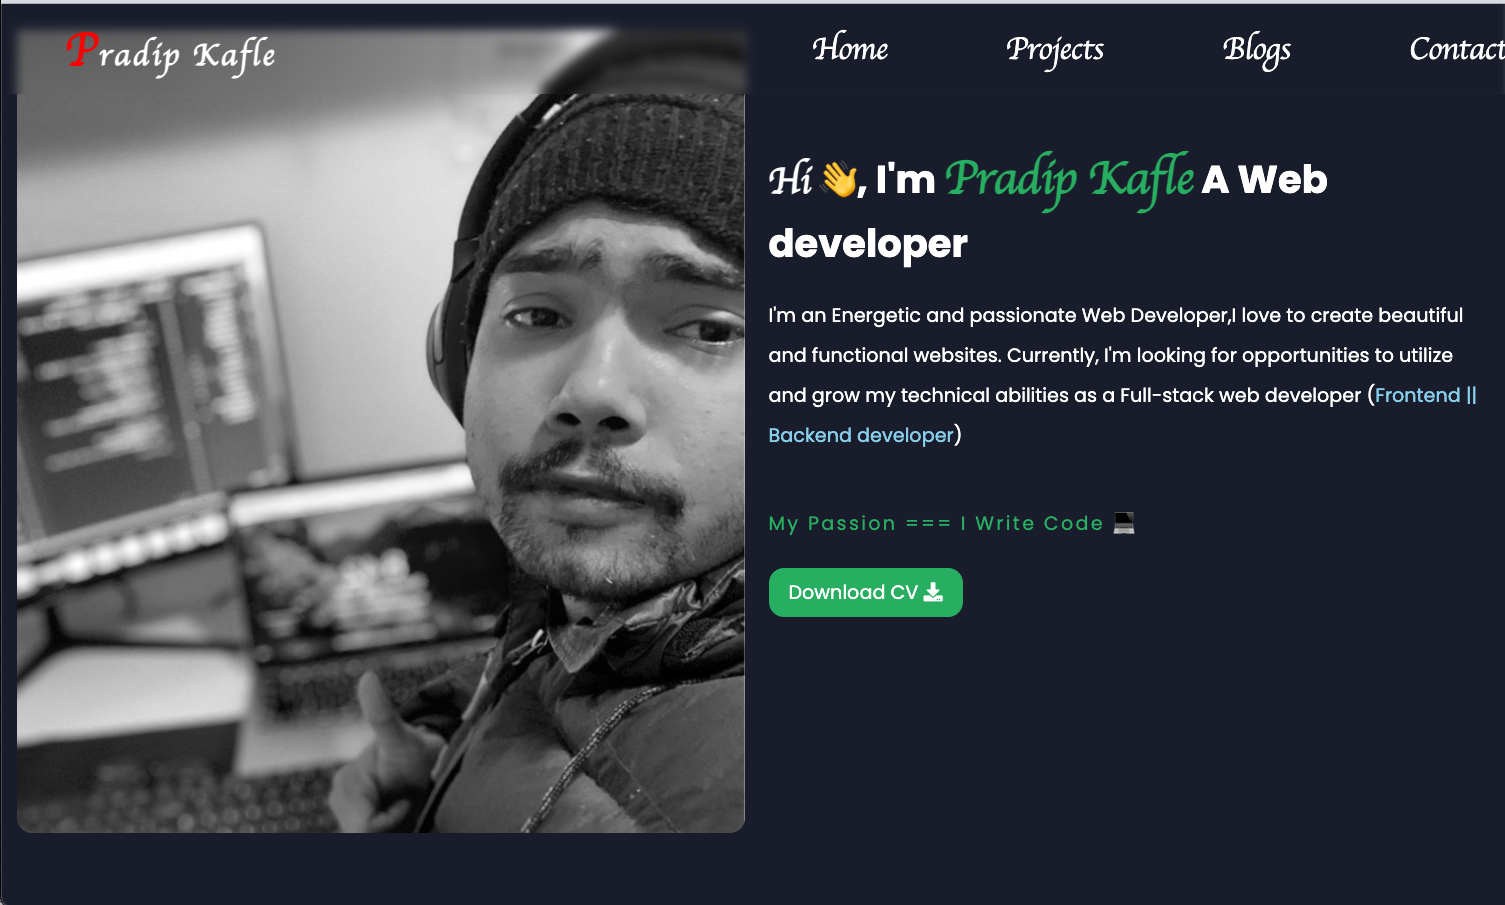 Pradip Kafle
Home Projects Blogs Contact
Hi 👋, I'm Pradip Kafle A Web
developer
I'm an Energetic and passionate Web Developer,I love to create beautiful
and functional websites. Currently, I'm looking for opportunities to utilize
and grow my technical abilities as a Full-stack web developer (Frontend ||
Backend developer)
My Passion === I Write Code 💻
Download CV